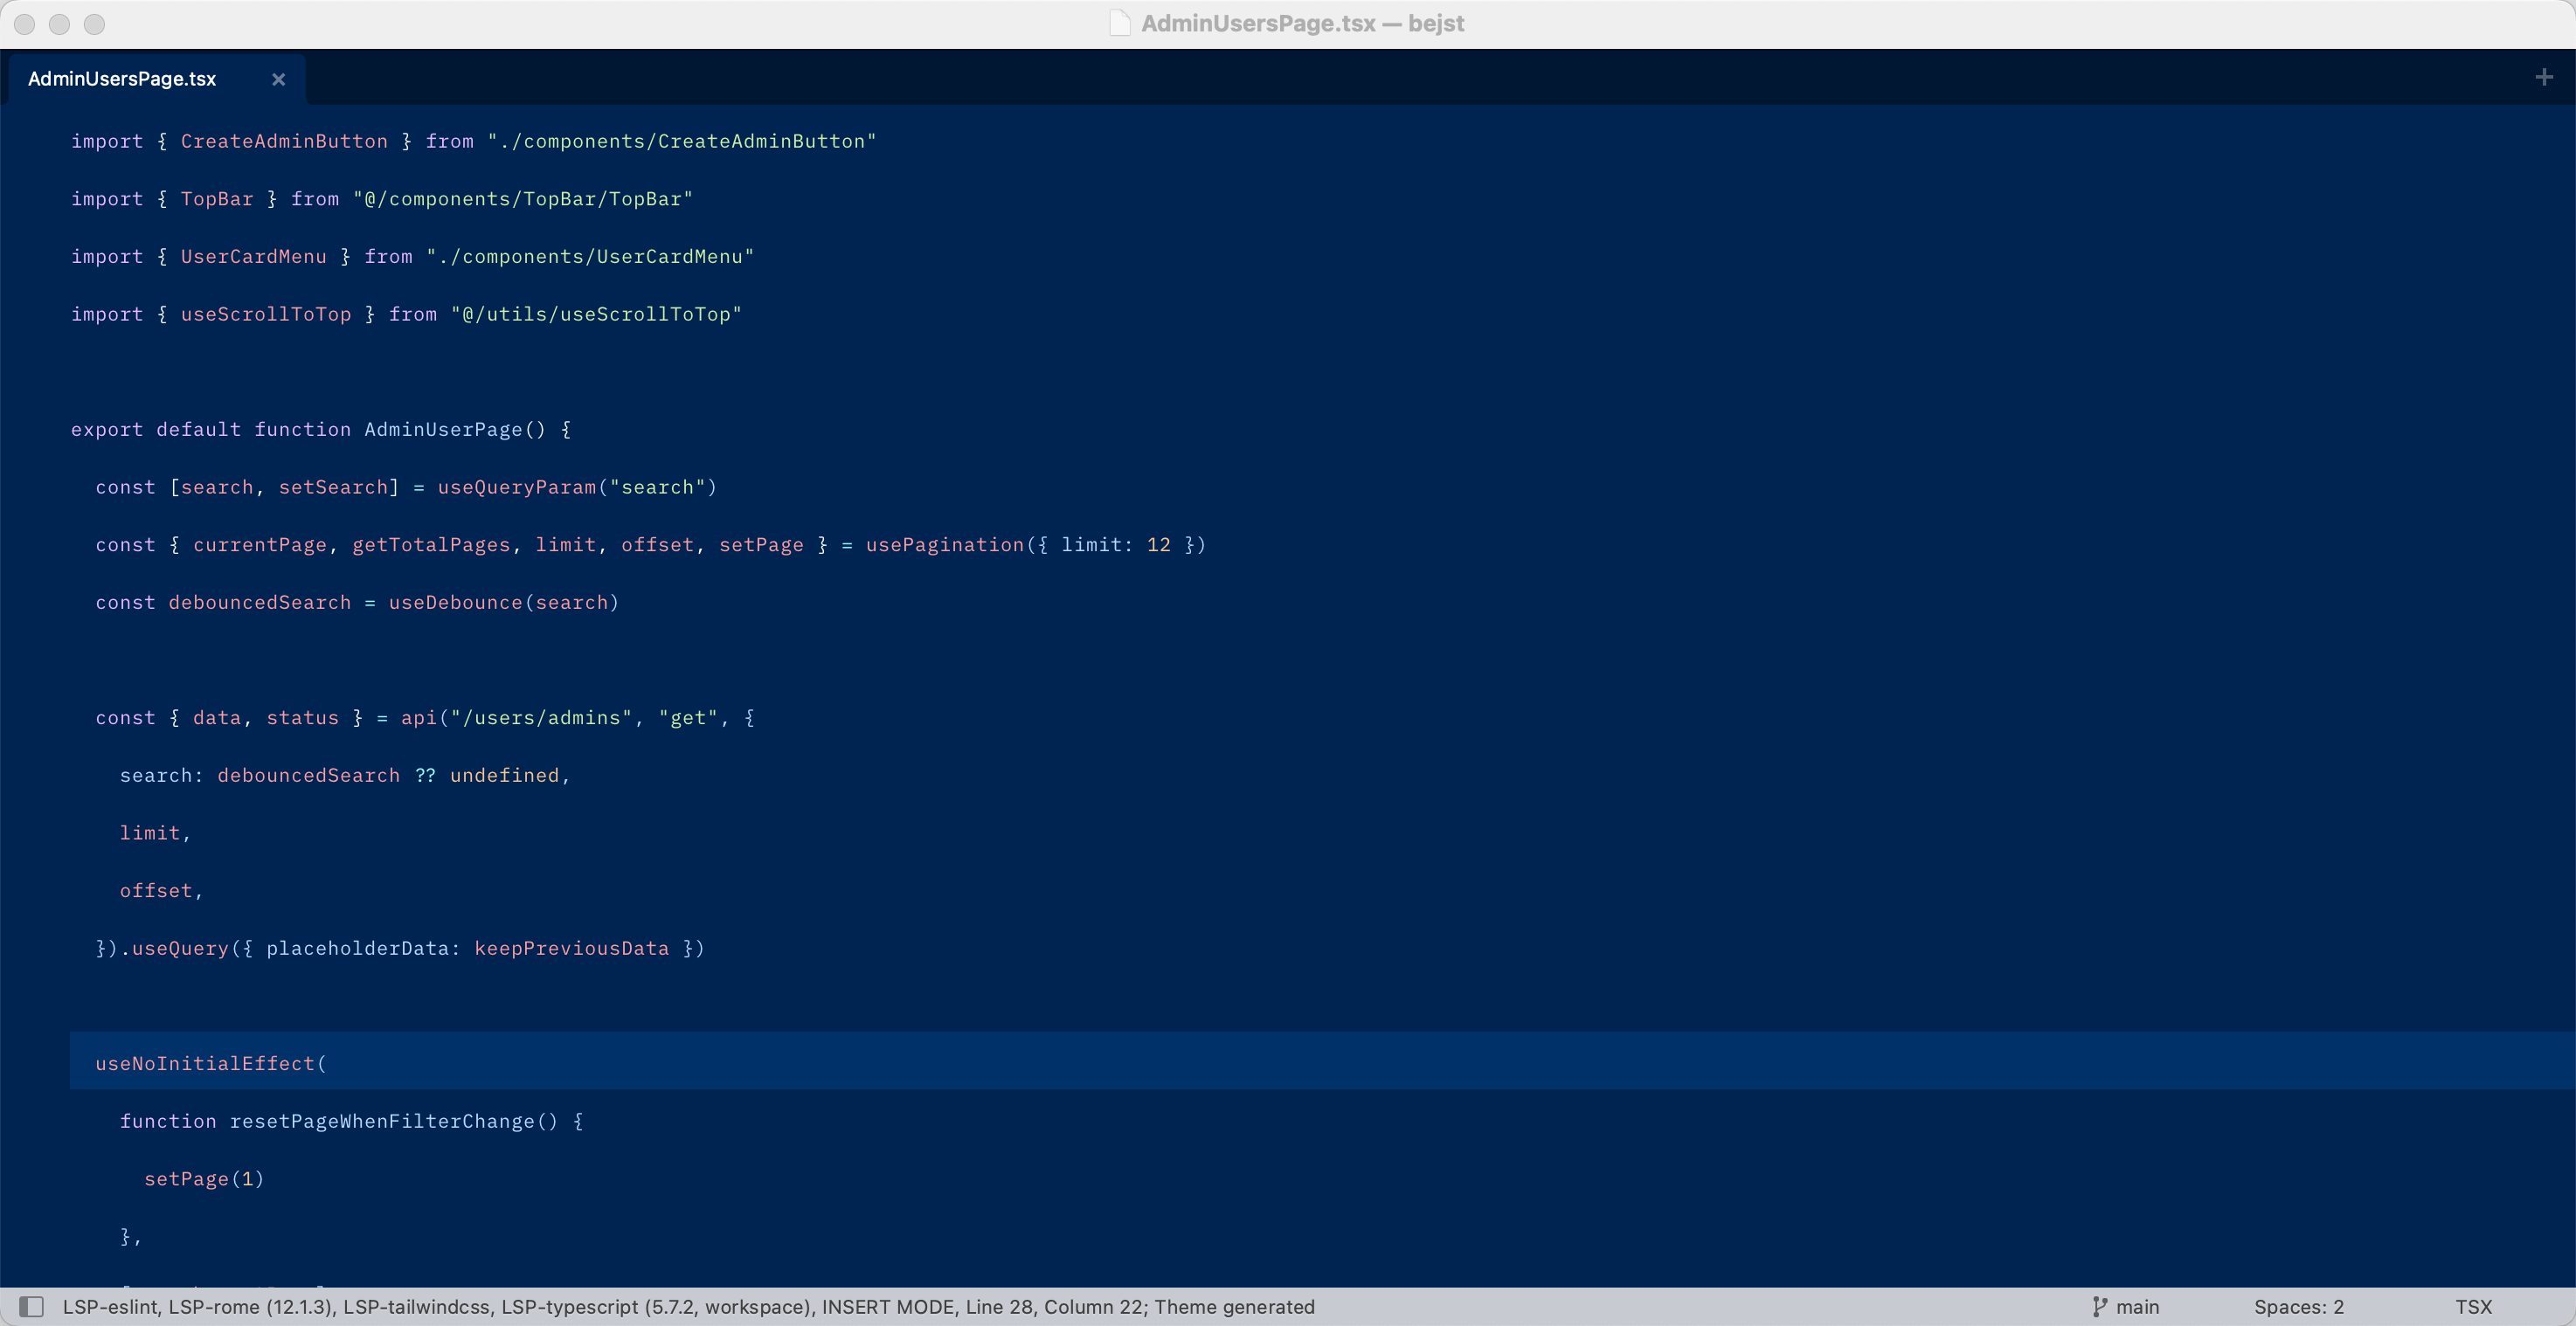 AdminUsersPage.tsx — bejst
AdminUsersPage.tsx
import { CreateAdminButton } from "./components/CreateAdminButton"
import { TopBar } from "@/components/TopBar/TopBar"
import { UserCardMenu } from "./components/UserCardMenu"
import { useScrollToTop } from "@/utils/useScrollToTop"
export default function AdminUserPage() {
const [search, setSearch] = useQueryParam("search")
const { currentPage, getTotalPages, limit, offset, setPage } = usePagination({ limit: 12 })
const debouncedSearch = useDebounce(search)
const { data, status } = api("/users/admins", "get", {
search: debouncedSearch ?? undefined,
limit,
offset,
}).useQuery({ placeholderData: keepPreviousData })
useNoInitialEffect(
function resetPageWhenFilterChange() {
setPage(1)
},
LSP-eslint, LSP-rome (12.1.3), LSP-tailwindcss, LSP-typescript (5.7.2, workspace), INSERT MODE, Line 28, Column 22; Theme generated
main
Spaces: 2
TSX